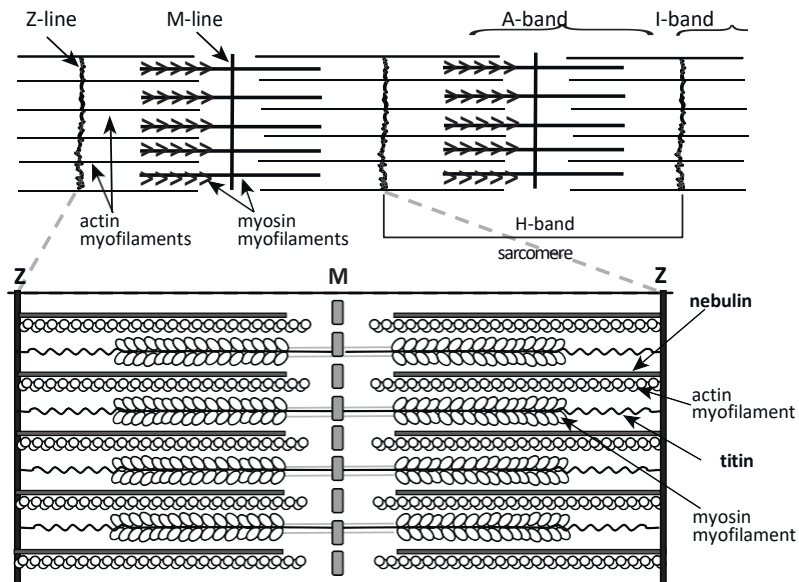 Z-line
M-line
A-band
I-band
actin
myofilaments
myosin
myofilaments
H-band
sarcomere
Z
M
Z
nebulin
actin
myofilament
titin
myosin
myofilament